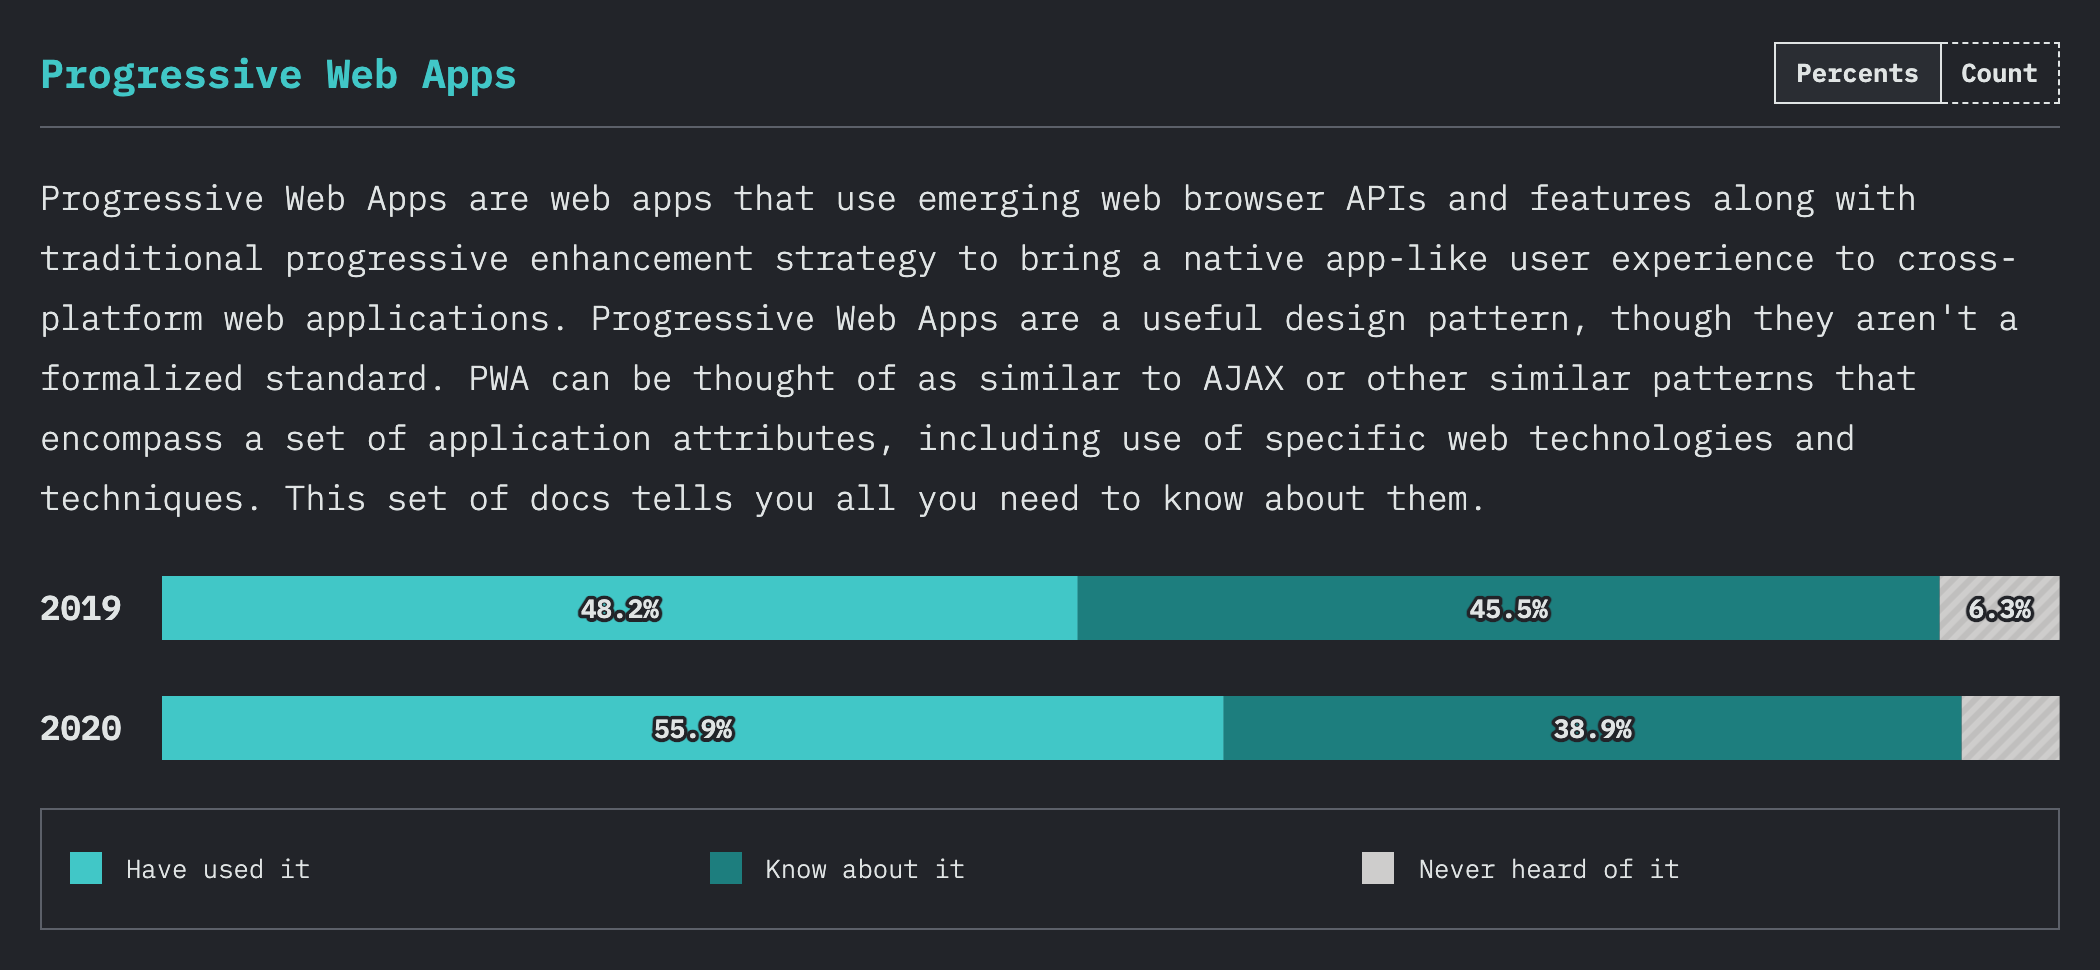 Progressive Web Apps
Percents
Count
Progressive Web Apps are web apps that use emerging web browser APIs and features along with
traditional progressive enhancement strategy to bring a native app-like user experience to cross-
platform web applications. Progressive Web Apps are a useful design pattern, though they aren't a
formalized standard. PWA can be thought of as similar to AJAX or other similar patterns that
encompass a set of application attributes, including use of specific web technologies and
techniques. This set of docs tells you all you need to know about them.
2019 48.2% 45.5% 6.3%
2020 55.9% 38.9%
Have used it
Know about it
Never heard of it